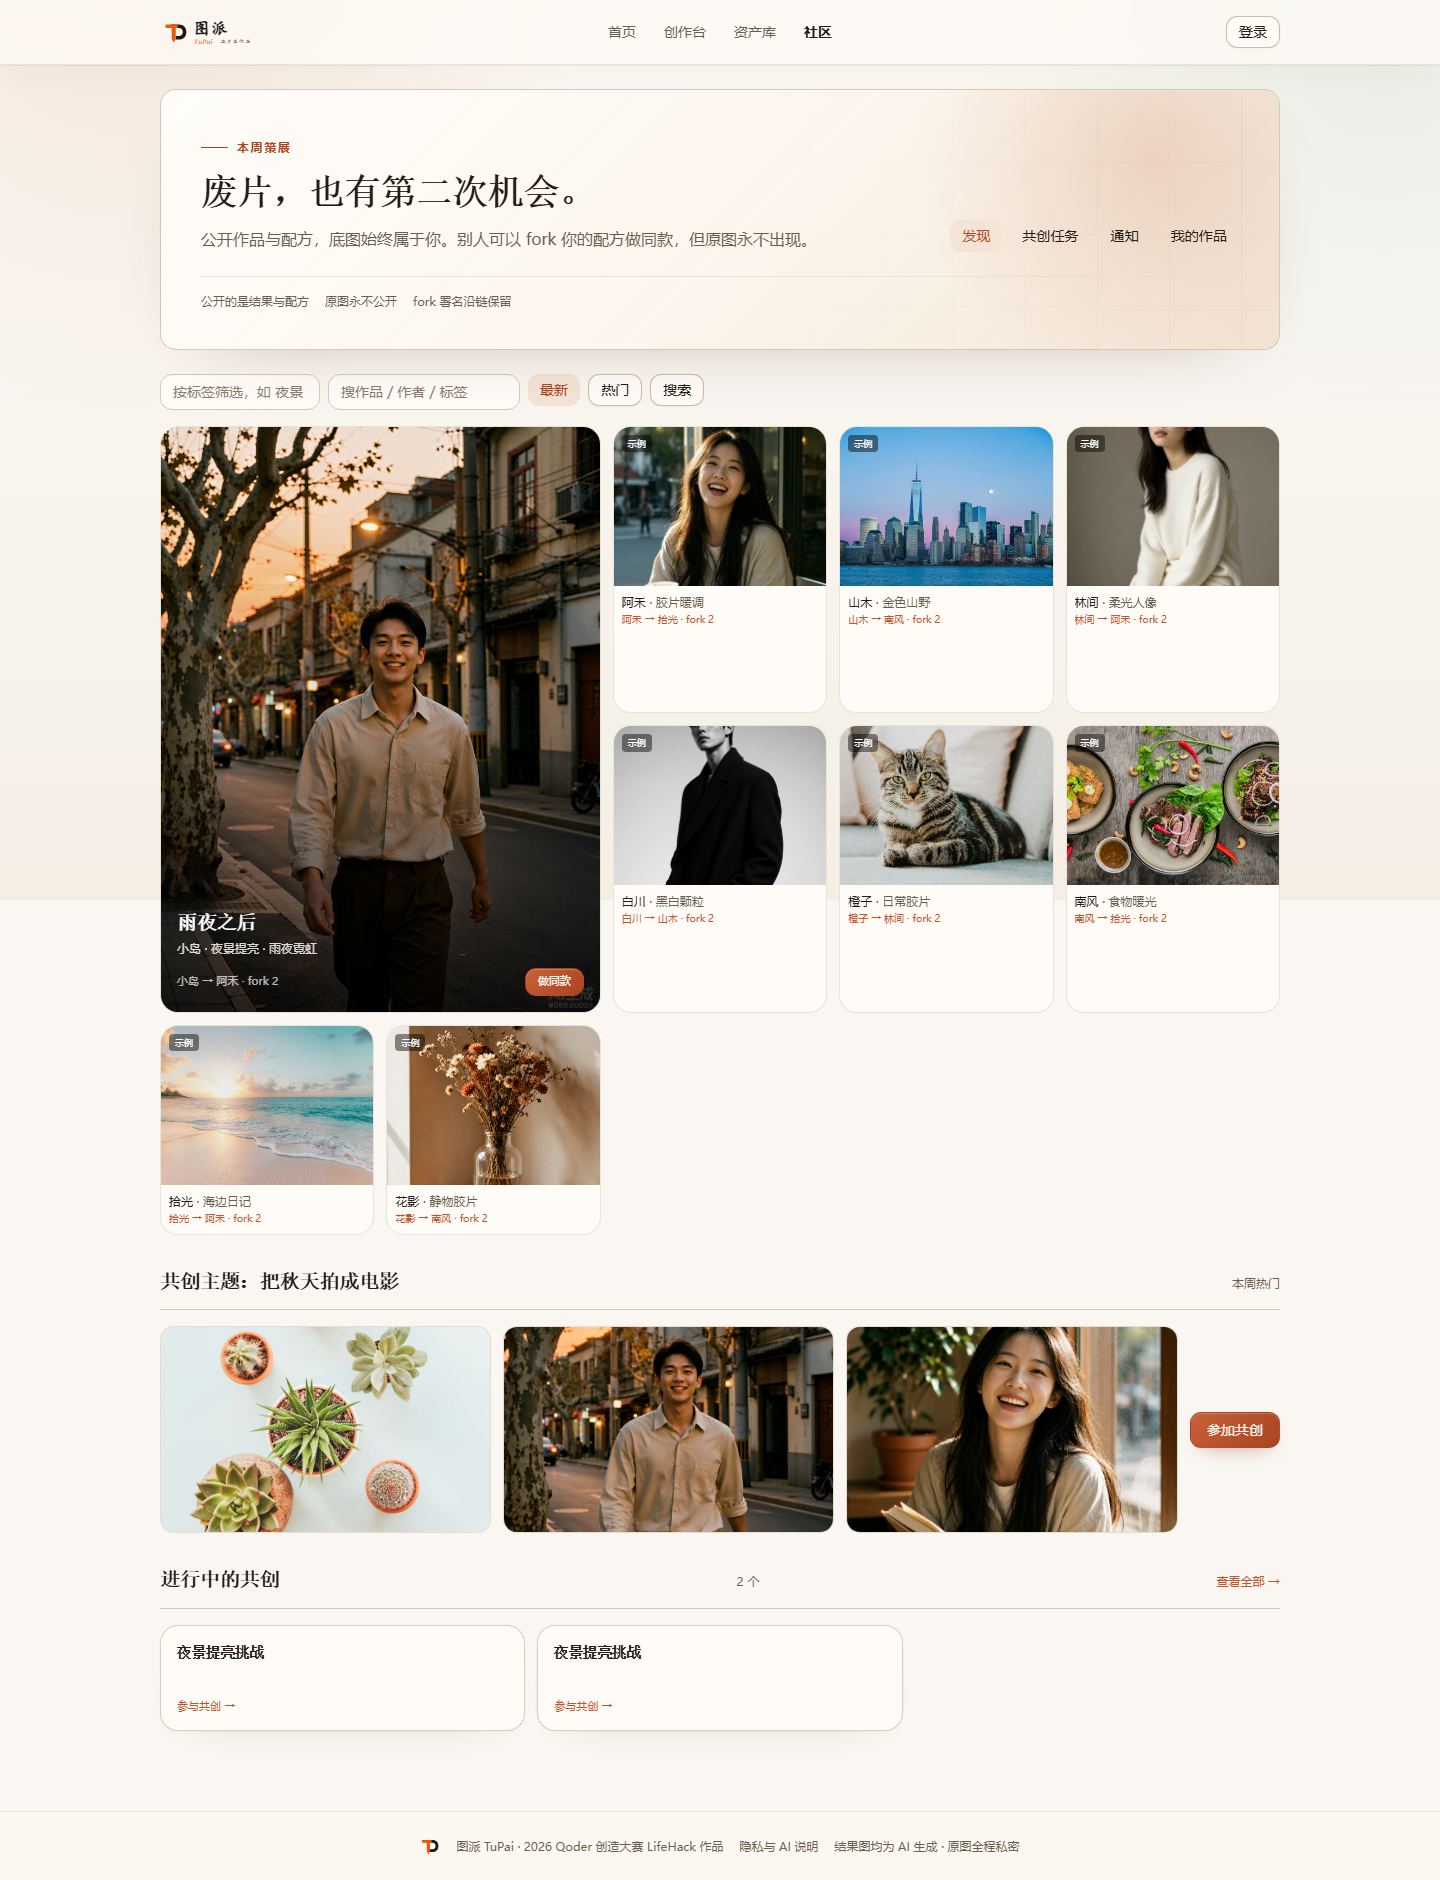 图派
TuPai
首页 创作台 资产库 社区
登录
本周策展
废片，也有第二次机会。
公开作品与配方，底图始终属于你。别人可以 fork 你的配方做同款，但原图永不出现。
发现 共创任务 通知 我的作品
公开的是结果与配方 原图永不公开 fork 署名沿链保留
按标签筛选，如 夜景 搜作品 / 作者 / 标签 最新 热门 搜索
雨夜之后
小岛 · 夜景提亮 · 雨夜霓虹
小岛 → 阿禾 · fork 2
做同款
示例
阿禾 · 胶片暖调
阿禾 → 拾光 · fork 2
示例
山木 · 金色山野
山木 → 南风 · fork 2
示例
林间 · 柔光人像
林间 → 阿禾 · fork 2
示例
白川 · 黑白颗粒
白川 → 山木 · fork 2
示例
橙子 · 日常胶片
橙子 → 林间 · fork 2
示例
南风 · 食物暖光
南风 → 拾光 · fork 2
示例
拾光 · 海边日记
拾光 → 阿禾 · fork 2
示例
花影 · 静物胶片
花影 → 南风 · fork 2
共创主题：把秋天拍成电影 本周热门
参加共创
进行中的共创 2 个 查看全部 →
夜景提亮挑战
参与共创 →
夜景提亮挑战
参与共创 →
图派 TuPai · 2026 Qoder 创造大赛 LifeHack 作品 隐私与 AI 说明 结果图均为 AI 生成 · 原图全程私密